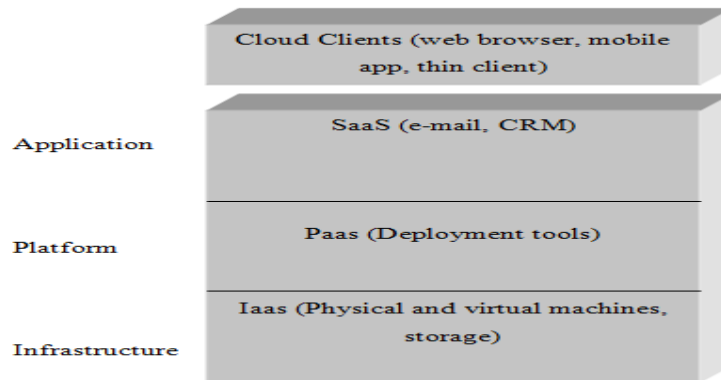 Cloud Clients (web browser, mobile
app, thin client)
SaaS (e-mail, CRM)
Application
Paas (Deployment tools)
Platform
Iaas (Physical and virtual machines,
storage)
Infrastructure